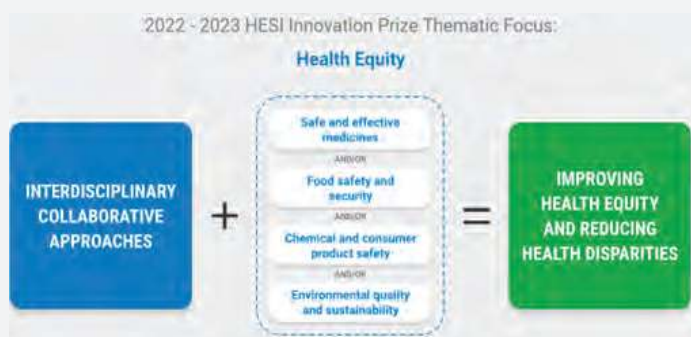 2022 - 2023 HESI Innovation Prize Thematic Focus:
Health Equity
INTERDISCIPLINARY
COLLABORATIVE
APPROACHES
+
Safe and effective
medicines
AND/OR
Food safety and
security
AND/OR
Chemical and consumer
product safety
AND/OR
Environmental quality
and sustainability
=
IMPROVING
HEALTH EQUITY
AND REDUCING
HEALTH DISPARITIES